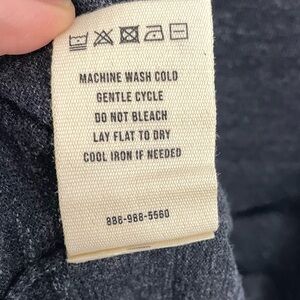 MACHINE WASH COLD
GENTLE CYCLE
DO NOT BLEACH
LAY FLAT TO DRY
COOL IRON IF NEEDED
888-988-5560